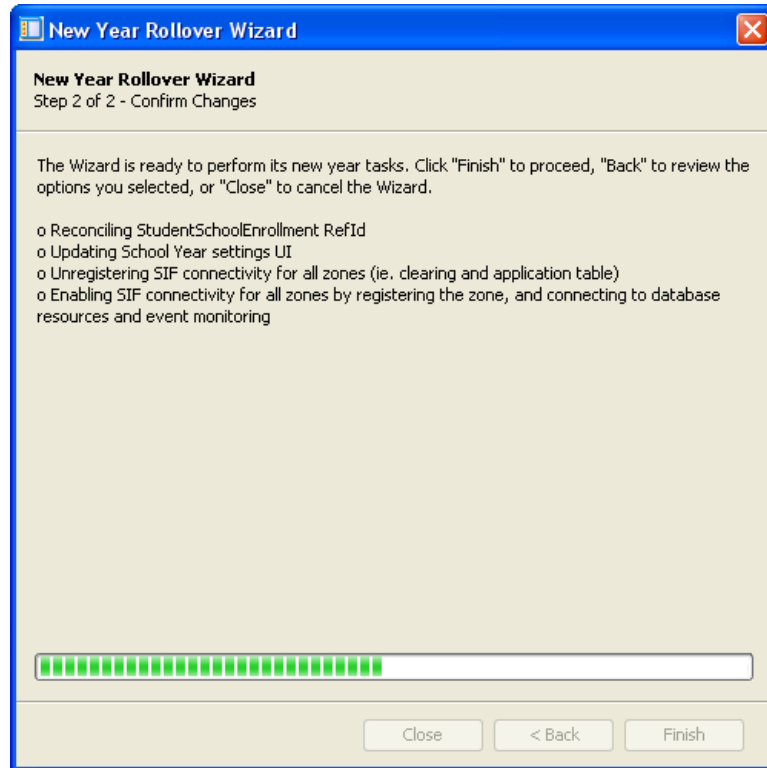 New Year Rollover Wizard
New Year Rollover Wizard
Step 2 of 2 - Confirm Changes
The Wizard is ready to perform its new year tasks. Click "Finish" to proceed, "Back" to review the
options you selected, or "Close" to cancel the Wizard.
o Reconciling StudentSchoolEnrollment RefId
o Updating School Year settings UI
o Unregistering SIF connectivity for all zones (ie. clearing and application table)
o Enabling SIF connectivity for all zones by registering the zone, and connecting to database
resources and event monitoring
Close < Back Finish